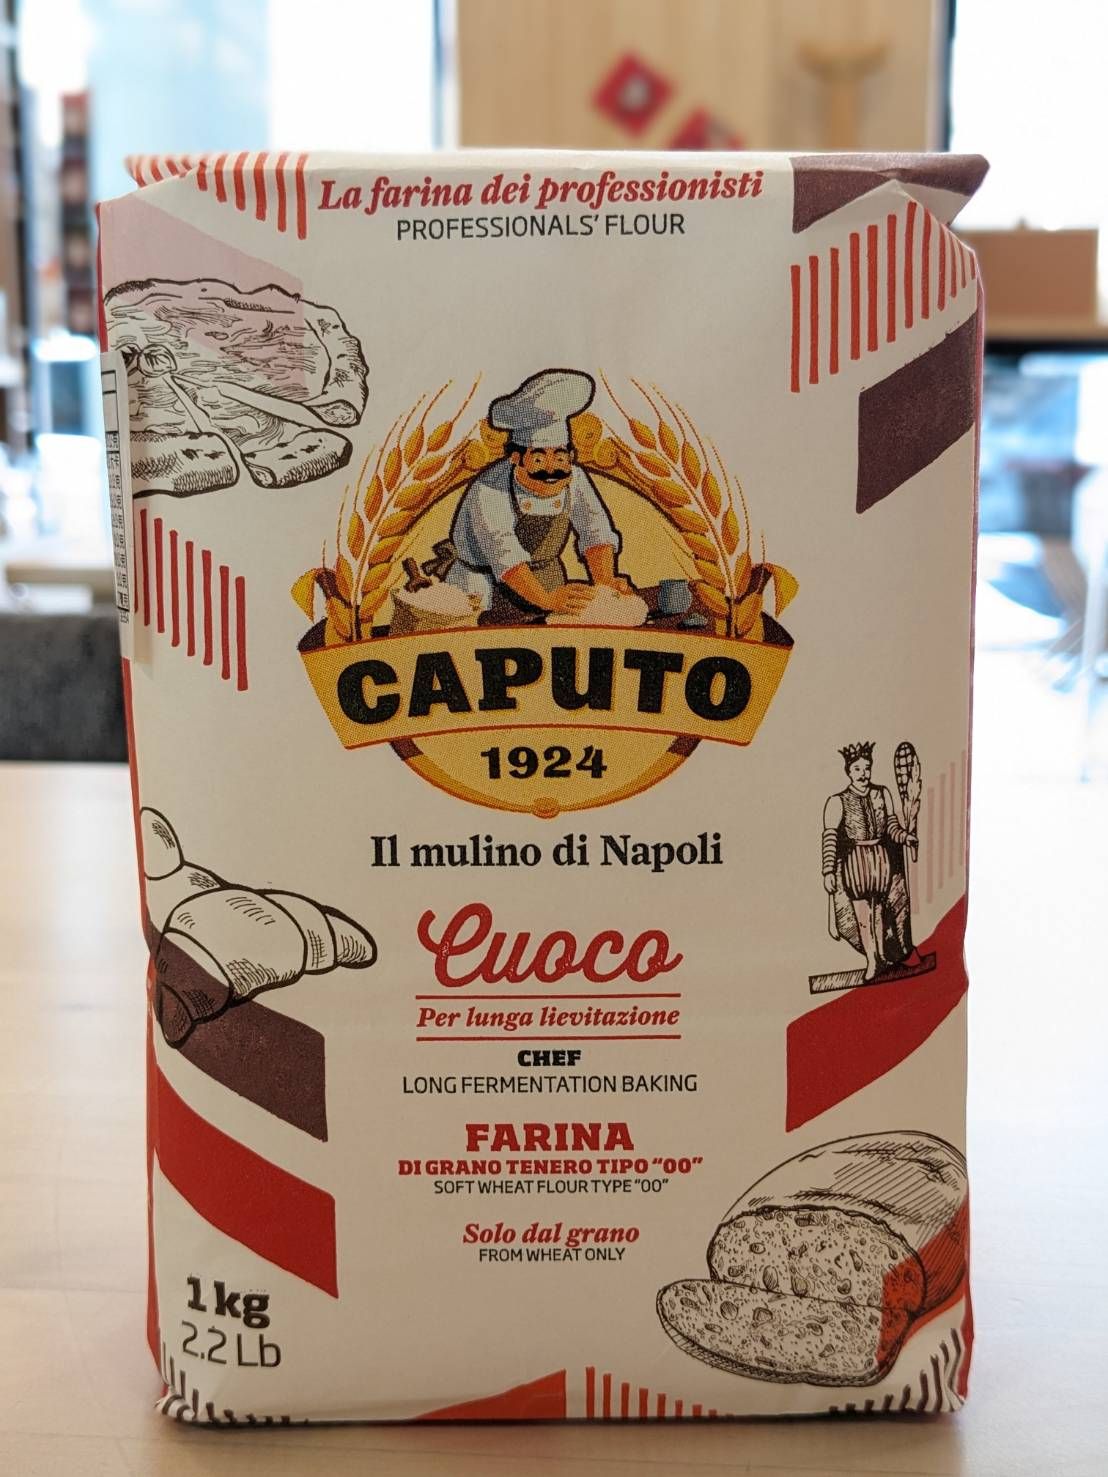 La farina dei professionisti
PROFESSIONALS' FLOUR
CAPUTO
1924
Il mulino di Napoli
Cuoco
Per lunga lievitazione
CHEF
LONG FERMENTATION BAKING
FARINA
DI GRANO TENERO TIPO "00"
SOFT WHEAT FLOUR TYPE "00"
Solo dal grano
FROM WHEAT ONLY
1 kg
2.2 Lb